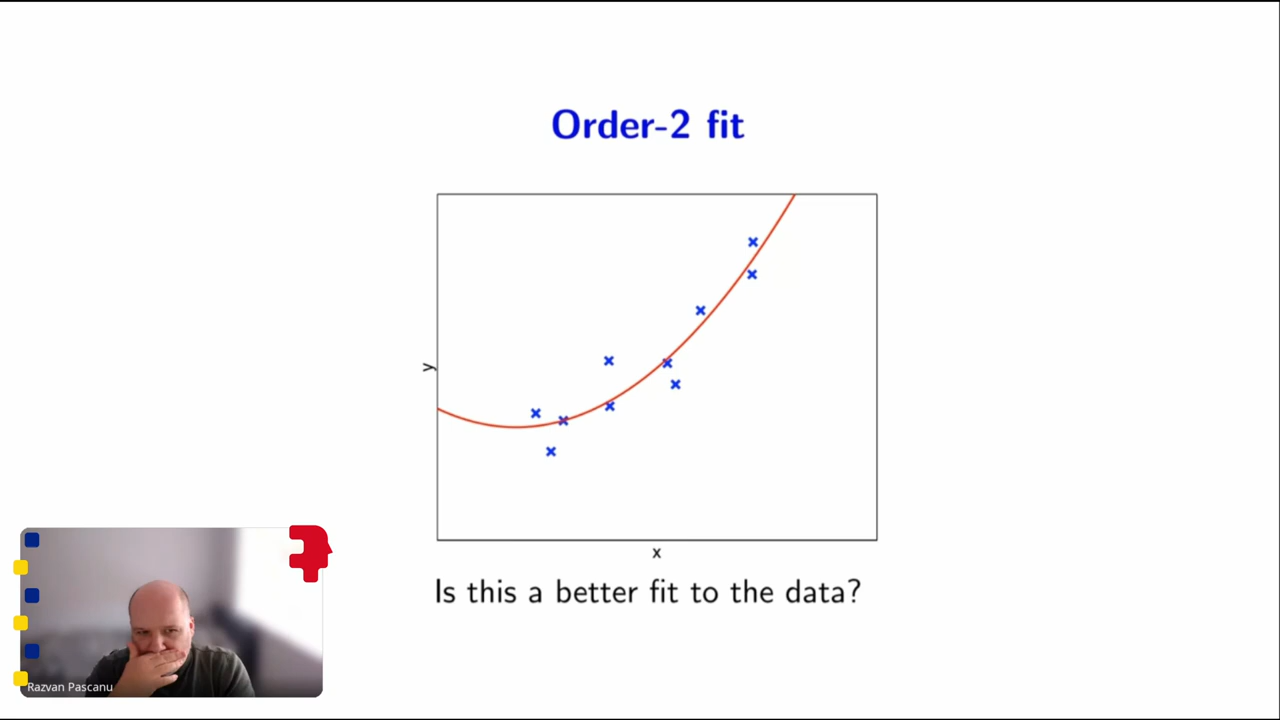 Order-2 fit
y
x
Is this a better fit to the data?
Razvan Pascanu